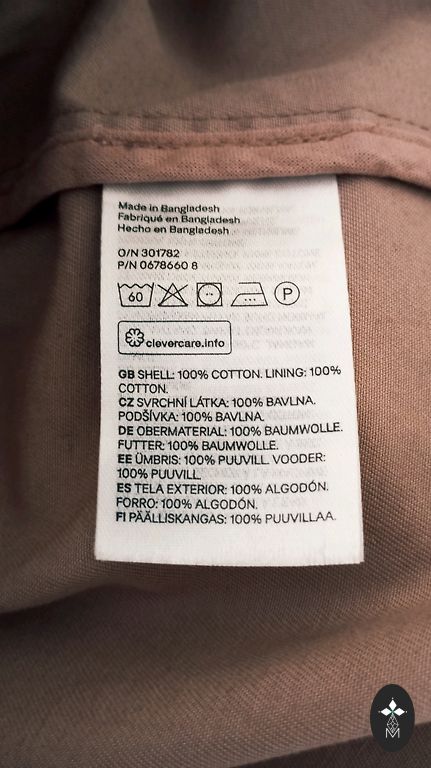 Made in Bangladesh
Fabriqué en Bangladesh
Hecho en Bangladesh
O/N 301782
P/N 0678660 8
60
P
clevercare.info
GB SHELL: 100% COTTON. LINING: 100%
COTTON.
CZ SVRCHNÍ LÁTKA: 100% BAVLNA.
PODŠÍVKA: 100% BAVLNA.
DE OBERMATERIAL: 100% BAUMWOLLE.
FUTTER: 100% BAUMWOLLE.
EE ÜMBRIS: 100% PUUVILL. VOODER:
100% PUUVILL.
ES TELA EXTERIOR: 100% ALGODÓN.
FORRO: 100% ALGODÓN.
FI PÄÄLLISKANGAS: 100% PUUVILLAA.
M